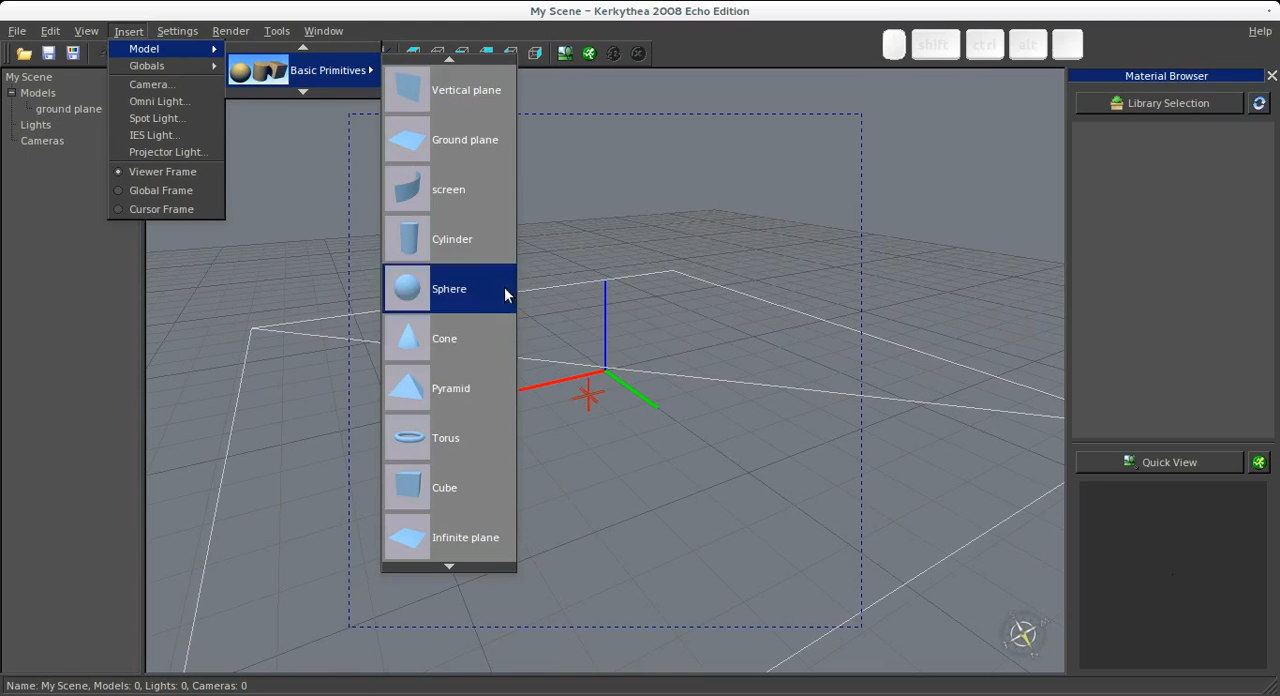 My Scene - Kerkythea 2008 Echo Edition
File Edit View Insert Settings Render Tools Window Help
shift ctrl alt
My Scene
Models
ground plane
Lights
Cameras
Model
Globals
Camera...
Omni Light...
Spot Light...
IES Light...
Projector Light...
Viewer Frame
Global Frame
Cursor Frame
Basic Primitives
Vertical plane
Ground plane
screen
Cylinder
Sphere
Cone
Pyramid
Torus
Cube
Infinite plane
Material Browser
Library Selection
Quick View
Name: My Scene, Models: 0, Lights: 0, Cameras: 0